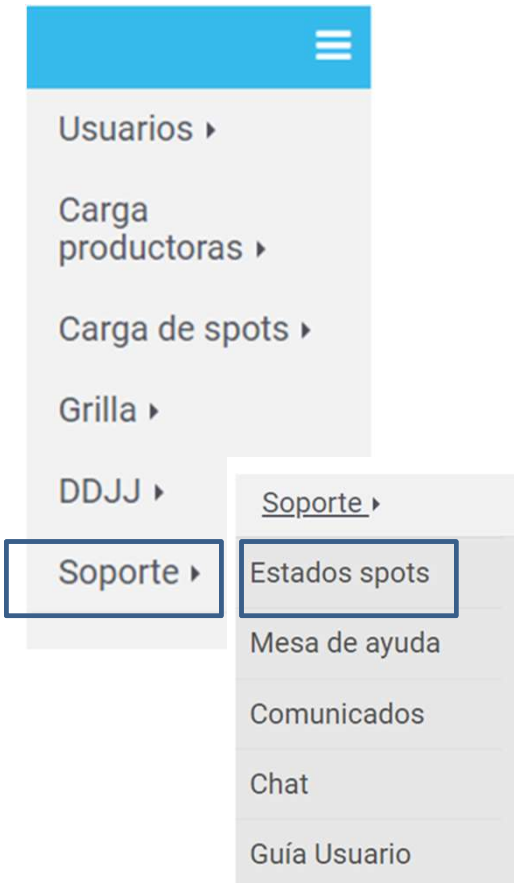 Usuarios
Carga
productoras
Carga de spots
Grilla
DDJJ
Soporte
Soporte
Estados spots
Mesa de ayuda
Comunicados
Chat
Guía Usuario